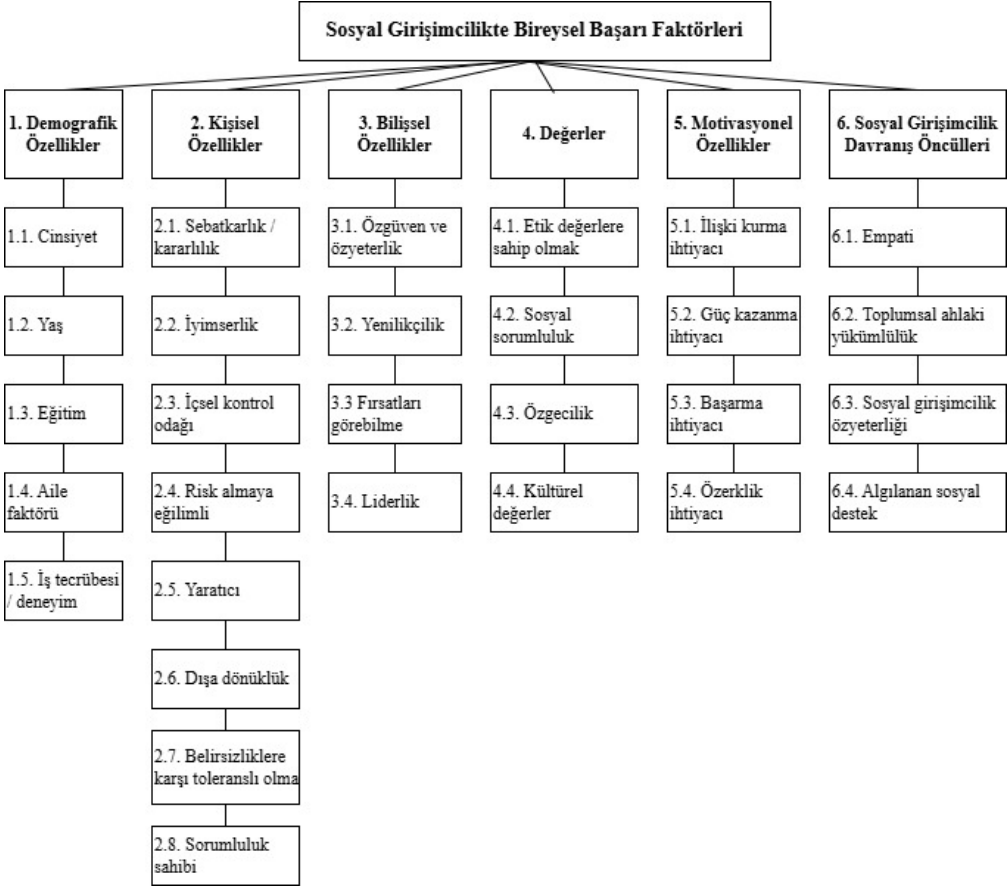 Sosyal Girişimcilikte Bireysel Başarı Faktörleri
1. Demografik
Özellikler
1.1. Cinsiyet
1.2. Yaş
1.3. Eğitim
1.4. Aile
faktörü
1.5. İş tecrübesi
/ deneyim
2. Kişisel
Özellikler
2.1. Sebatkarlık /
kararlılık
2.2. İyimserlik
2.3. İçsel kontrol
odağı
2.4. Risk almaya
eğilimli
2.5. Yaratıcı
2.6. Dışa dönüklük
2.7. Belirsizliklere
karşı toleranslı olma
2.8. Sorumluluk
sahibi
3. Bilişsel
Özellikler
3.1. Özgüven ve
özyeterlik
3.2. Yenilikçilik
3.3 Fırsatları
görebilme
3.4. Liderlik
4. Değerler
4.1. Etik değerlere
sahip olmak
4.2. Sosyal
sorumluluk
4.3. Özgecilik
4.4. Kültürel
değerler
5. Motivasyonel
Özellikler
5.1. İlişki kurma
ihtiyacı
5.2. Güç kazanma
ihtiyacı
5.3. Başarma
ihtiyacı
5.4. Özerklik
ihtiyacı
6. Sosyal Girişimcilik
Davranış Öncülleri
6.1. Empati
6.2. Toplumsal ahlaki
yükümlülük
6.3. Sosyal girişimcilik
özyeterliği
6.4. Algılanan sosyal
destek